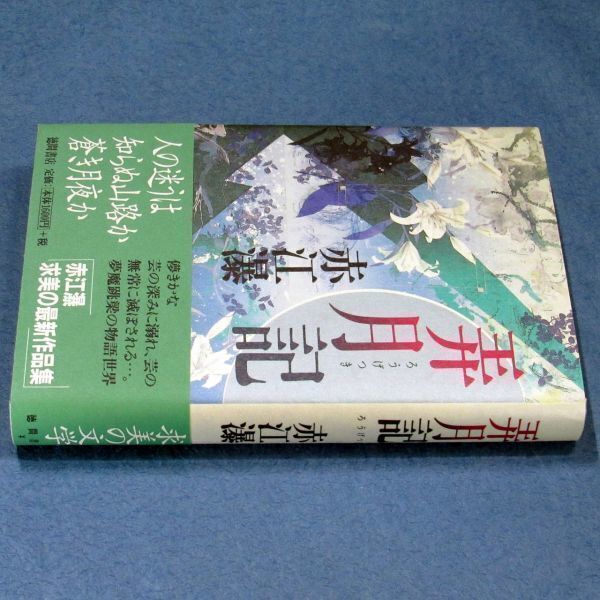 弄月記
ろうげつき
赤江瀑
人の迷うは
知らぬ山路か
蒼き月夜か
徳間書店 定価:本体1600円+税
儚きかな
芸の深みに溺れ、芸の
無常に滅ぼされる…。
夢魔跳梁の物語世界
赤江瀑
求美の最新作品集
弄月記
ろうげつ
赤江瀑
求美の文学
徳間書